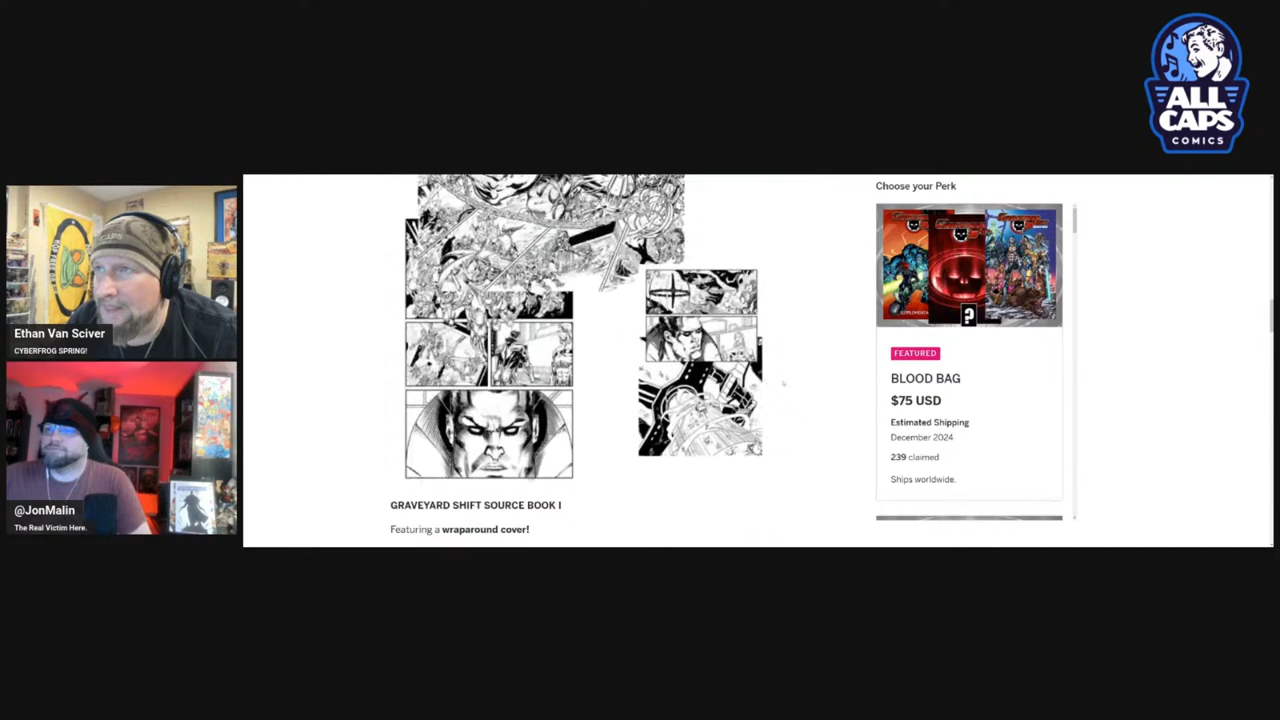 ALL
CAPS
COMICS
Ethan Van Sciver
CYBERFROG SPRING!
@JonMalin
The Real Victim Here.
GRAVEYARD SHIFT SOURCE BOOK I
Featuring a wraparound cover!
Choose your Perk
?
FEATURED
BLOOD BAG
$75 USD
Estimated Shipping
December 2024
239 claimed
Ships worldwide.